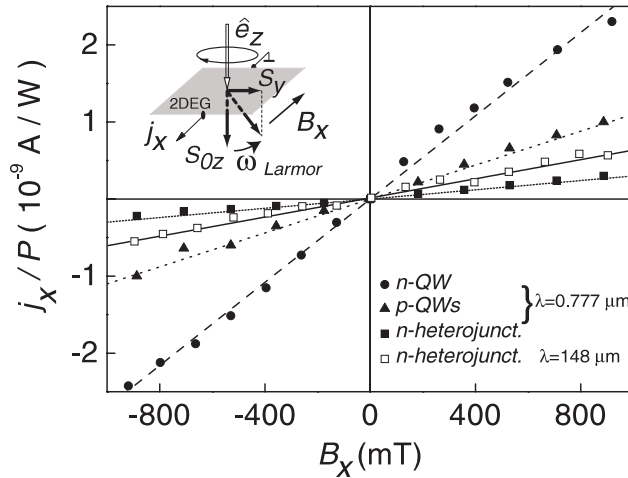 j_x / P ( 10^-9 A / W )
2
1
-1
-2
ê_z
S_y
2DEG
B_x
j_x
S_0z
ω Larmor
n-QW
p-QWs
} λ=0.777 μm
n-heterojunct.
n-heterojunct. λ=148 μm
-800 -400 0 400 800
B_x (mT)